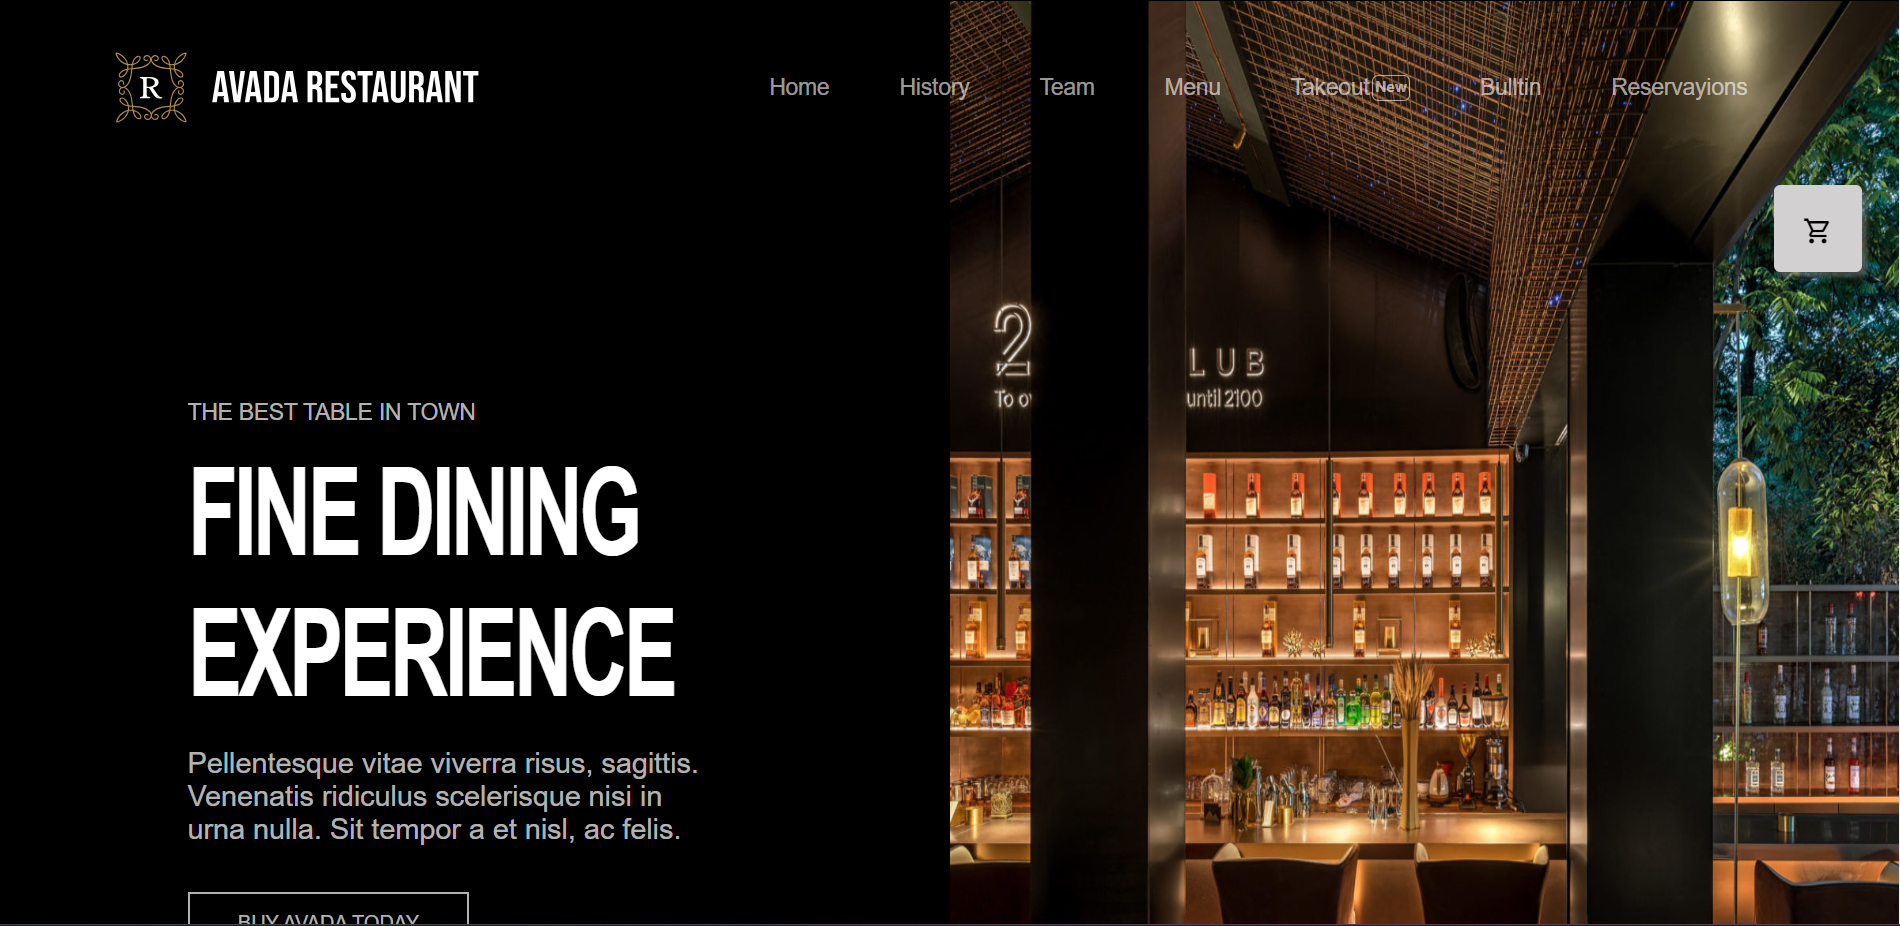 R AVADA RESTAURANT
Home History Team Menu Takeout New Bulltin Reservayions
2
LUB
To ov until 2100
THE BEST TABLE IN TOWN
FINE DINING
EXPERIENCE
Pellentesque vitae viverra risus, sagittis.
Venenatis ridiculus scelerisque nisi in
urna nulla. Sit tempor a et nisl, ac felis.
BUY AVADA TODAY